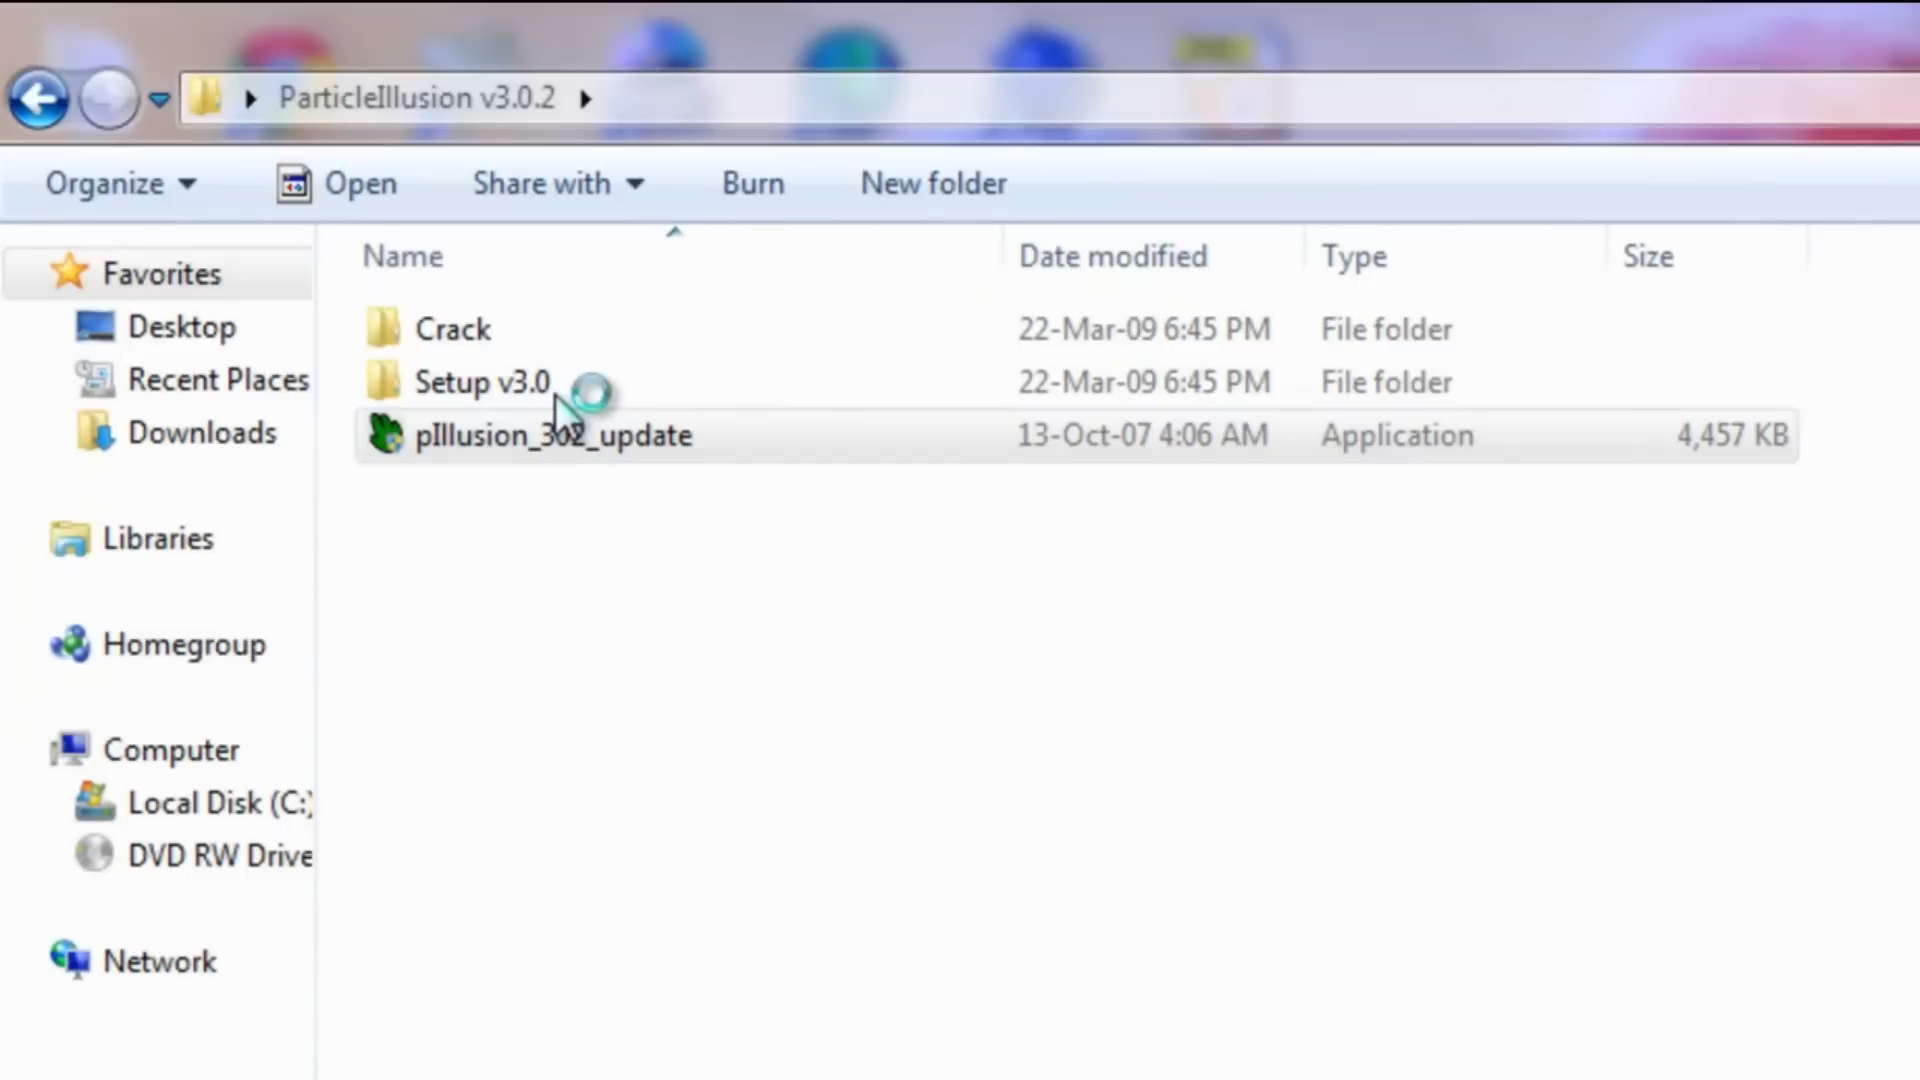 ParticleIllusion v3.0.2
Organize Open Share with Burn New folder
Name Date modified Type Size
Favorites
Desktop
Recent Places
Downloads
Libraries
Homegroup
Computer
Local Disk (C:)
DVD RW Drive
Network
Crack 22-Mar-09 6:45 PM File folder
Setup v3.0 22-Mar-09 6:45 PM File folder
pIllusion_302_update 13-Oct-07 4:06 AM Application 4,457 KB